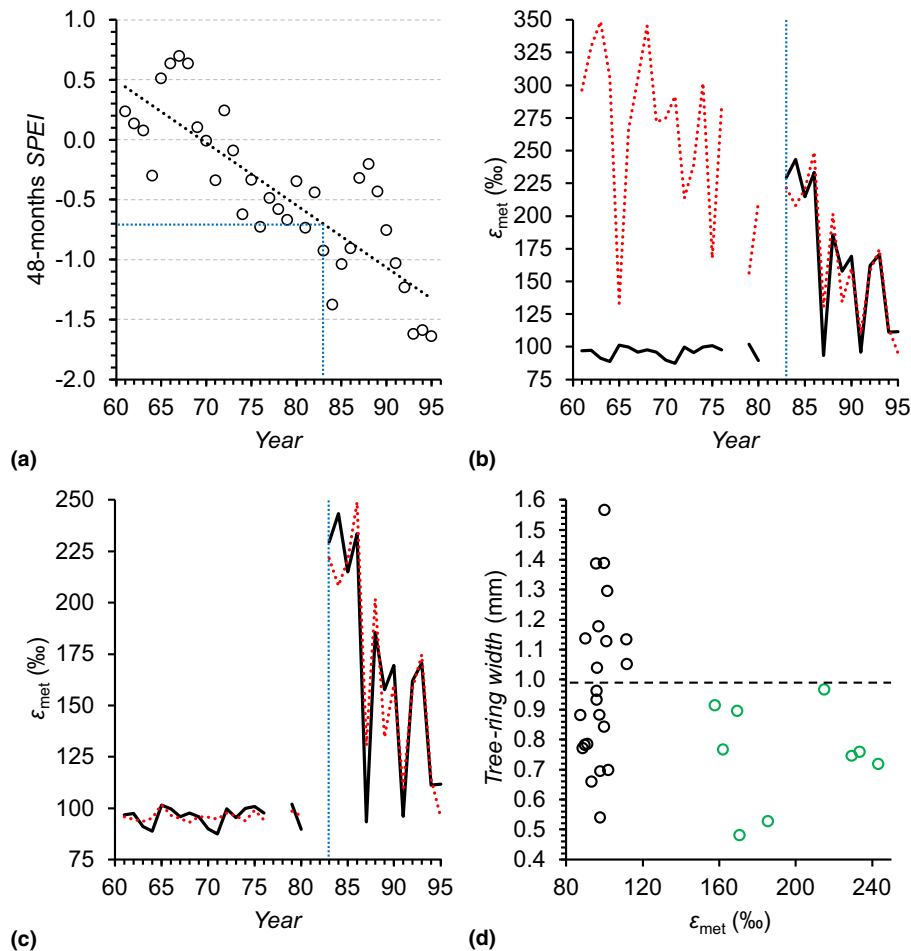 1.0
0.5
0.0
-0.5
-1.0
-1.5
-2.0
48-months SPEI
60 65 70 75 80 85 90 95
Year
(a)
350
325
300
275
250
225
200
175
150
125
100
75
εmet (‰)
60 65 70 75 80 85 90 95
Year
(b)
250
225
200
175
150
125
100
75
εmet (‰)
60 65 70 75 80 85 90 95
Year
(c)
1.6
1.5
1.4
1.3
1.2
1.1
1.0
0.9
0.8
0.7
0.6
0.5
0.4
Tree-ring width (mm)
80 120 160 200 240
εmet (‰)
(d)